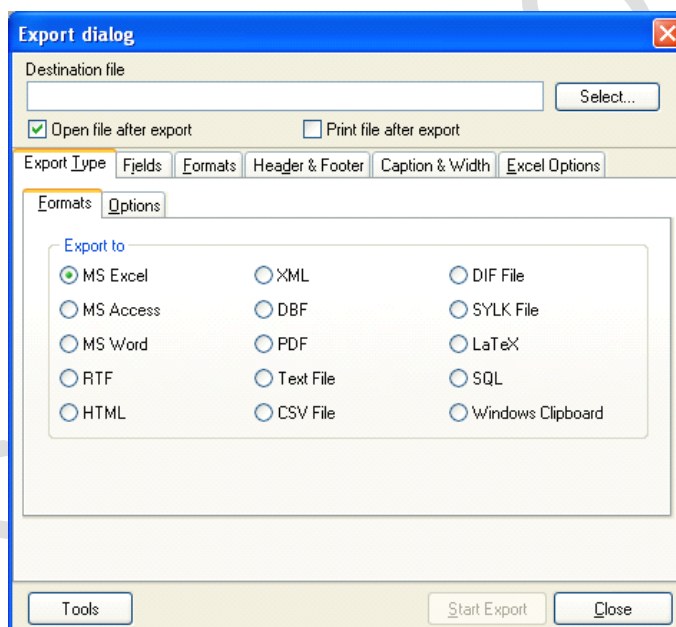 Export dialog
Destination file
Select...
Open file after export Print file after export
Export Type Fields Formats Header & Footer Caption & Width Excel Options
Formats Options
Export to
MS Excel XML DIF File
MS Access DBF SYLK File
MS Word PDF LaTeX
RTF Text File SQL
HTML CSV File Windows Clipboard
Tools Start Export Close